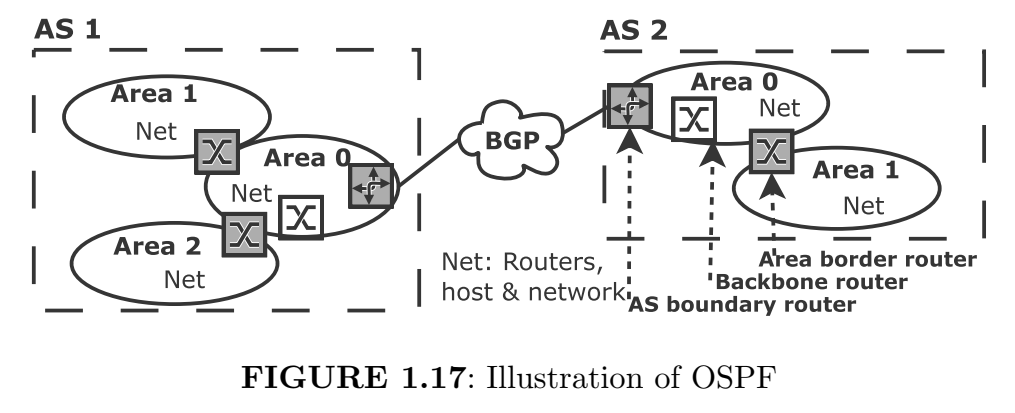 AS 1
AS 2
Area 1
Net
Area 0
Net
Area 2
Net
BGP
Area 0
Net
Area 1
Net
Net: Routers,
host & network
Area border router
Backbone router
AS boundary router
FIGURE 1.17: Illustration of OSPF